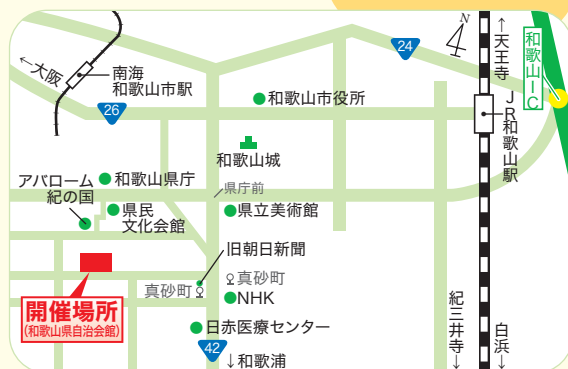 N
24
←大阪
南海
和歌山市駅
26
和歌山市役所
↑天王寺
和歌山IC
JR和歌山駅
和歌山城
アバローム
紀の国
和歌山県庁
県庁前
県民
文化会館
県立美術館
旧朝日新聞
真砂町
真砂町
NHK
開催場所
(和歌山県自治会館)
日赤医療センター
42
↓和歌浦
紀三井寺↓
白浜↓